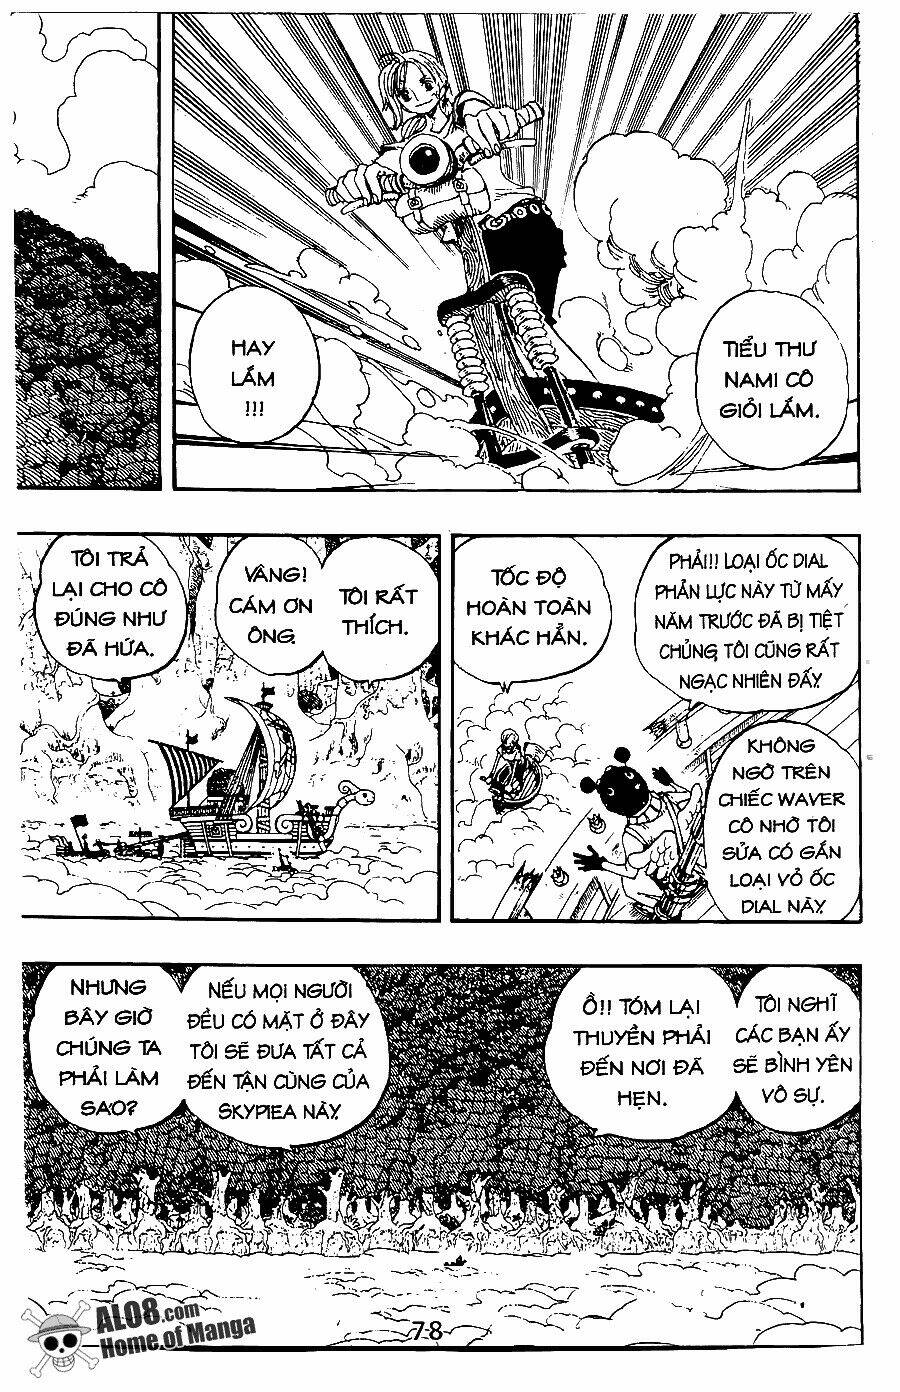 TIỂU THƯ
NAMI CÔ
GIỎI LẮM.
HAY
LẮM
!!!
PHẢI!!! LOẠI ỐC DIAL
PHẢN LỰC NÀY TỪ MẤY
NĂM TRƯỚC ĐÃ BỊ TIỆT
CHỦNG, TÔI CŨNG RẤT
NGẠC NHIÊN ĐẤY.
TỐC ĐỘ
HOÀN TOÀN
KHÁC HẲN.
KHÔNG
NGỜ TRÊN
CHIẾC WAVER
CÔ NHỜ TÔI
SỬA CÓ GẮN
LOẠI VỎ ỐC
DIAL NÀY.
TÔI RẤT
THÍCH.
VÂNG!
CÁM ƠN
ÔNG.
TÔI TRẢ
LẠI CHO CÔ
ĐÚNG NHƯ
ĐÃ HỨA.
TÔI NGHĨ
CÁC BẠN ẤY
SẼ BÌNH YÊN
VÔ SỰ.
Ồ!! TÓM LẠI
THUYỀN PHẢI
ĐẾN NƠI ĐÃ
HẸN.
NẾU MỌI NGƯỜI
ĐỀU CÓ MẶT Ở ĐÂY
TÔI SẼ ĐƯA TẤT CẢ
ĐẾN TẬN CÙNG CỦA
SKYPIEA NÀY.
NHƯNG
BÂY GIỜ
CHÚNG TA
PHẢI LÀM
SAO?
78
ALO8.com
Home of Manga